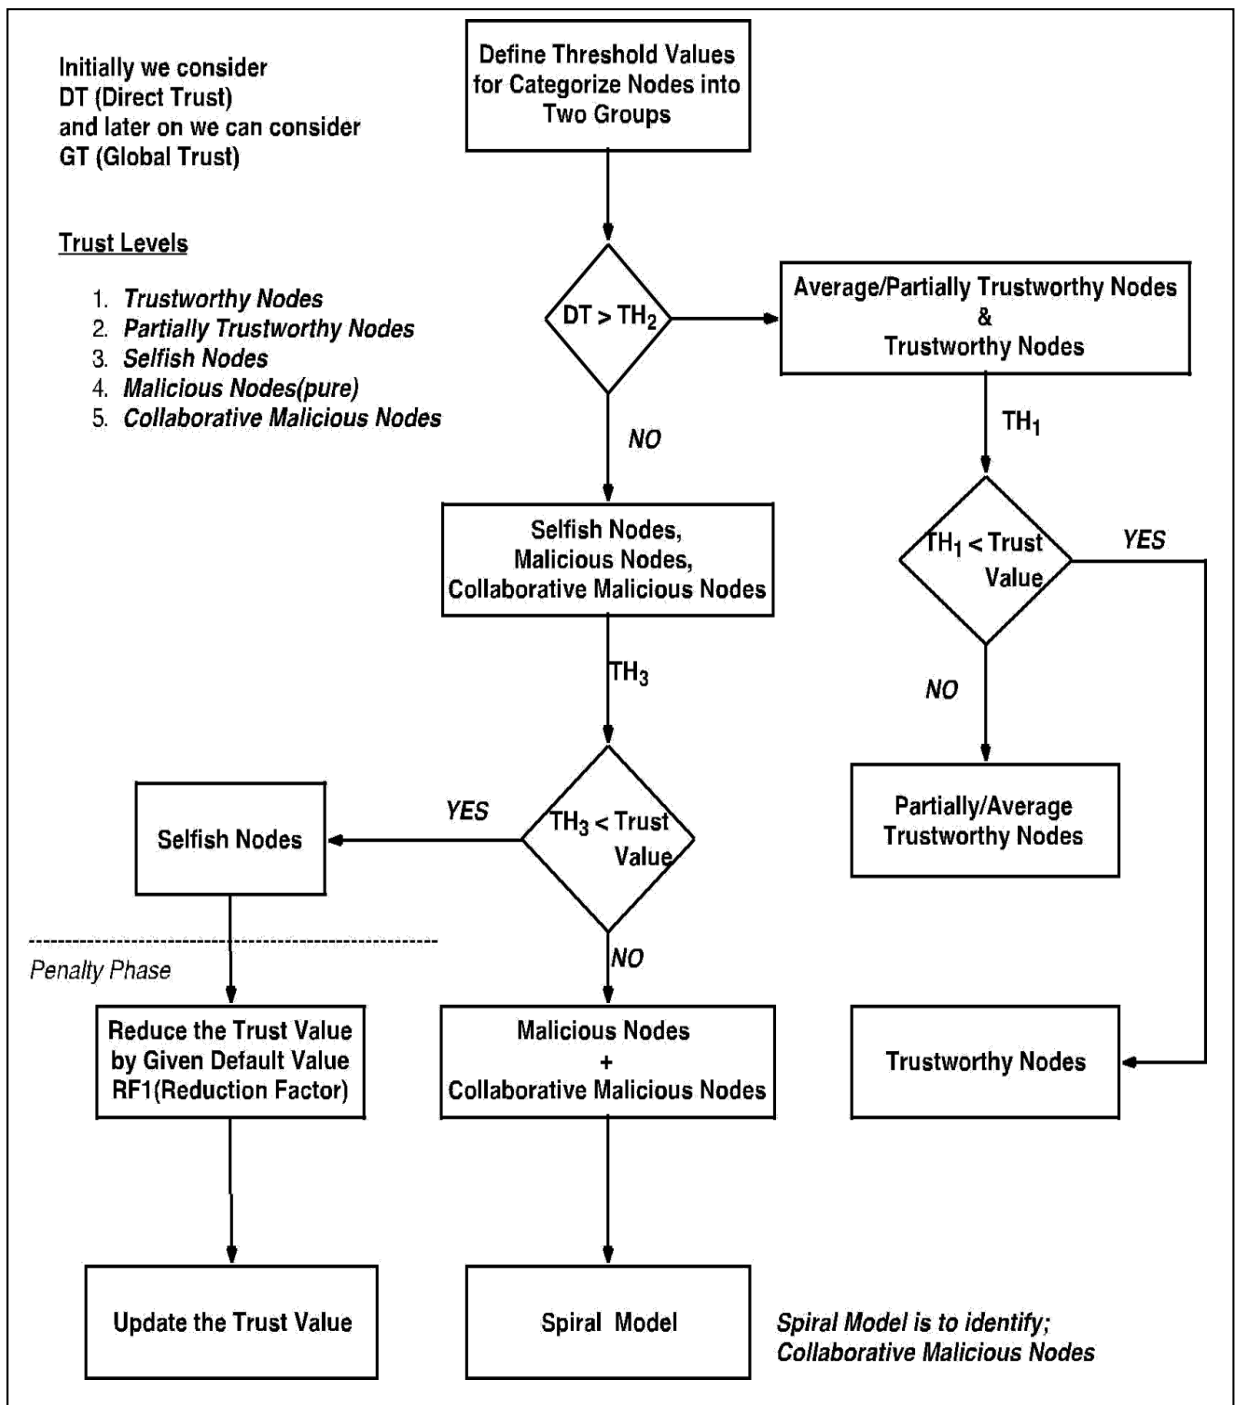 Initially we consider
DT (Direct Trust)
and later on we can consider
GT (Global Trust)
Define Threshold Values
for Categorize Nodes into
Two Groups
Trust Levels
1. Trustworthy Nodes
2. Partially Trustworthy Nodes
3. Selfish Nodes
4. Malicious Nodes(pure)
5. Collaborative Malicious Nodes
DT > TH2
Average/Partially Trustworthy Nodes
&
Trustworthy Nodes
NO
TH1
Selfish Nodes,
Malicious Nodes,
Collaborative Malicious Nodes
TH1 < Trust
Value
YES
NO
TH3
Partially/Average
Trustworthy Nodes
TH3 < Trust
Value
YES
Selfish Nodes
NO
Penalty Phase
Reduce the Trust Value
by Given Default Value
RF1(Reduction Factor)
Malicious Nodes
+
Collaborative Malicious Nodes
Trustworthy Nodes
Update the Trust Value
Spiral Model
Spiral Model is to identify;
Collaborative Malicious Nodes